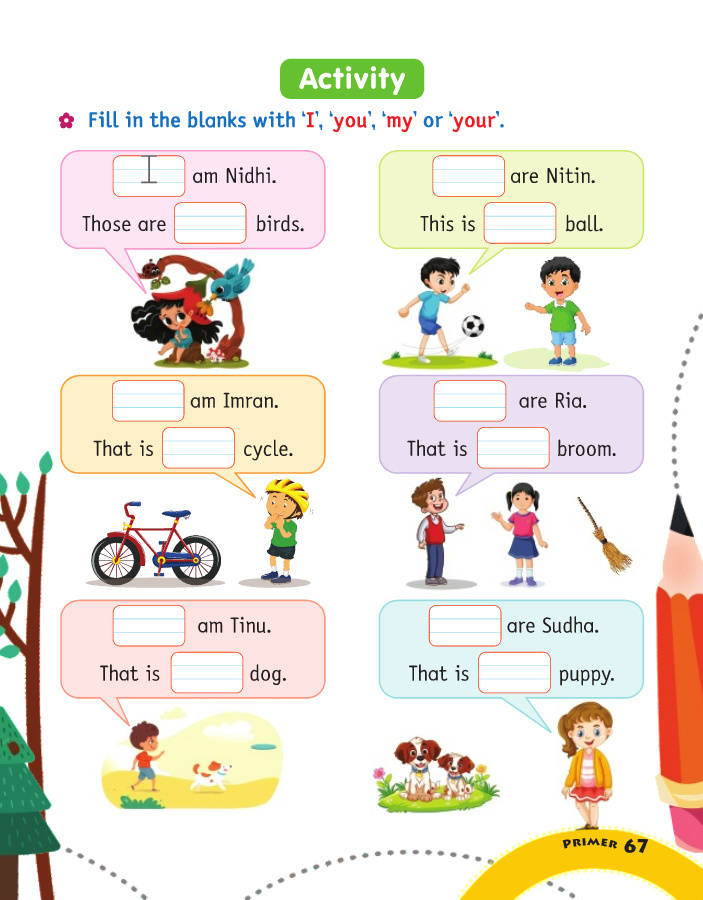 Activity
Fill in the blanks with ‘I’, ‘you’, ‘my’ or ‘your’.
I am Nidhi.
Those are birds.
are Nitin.
This is ball.
am Imran.
That is cycle.
are Ria.
That is broom.
am Tinu.
That is dog.
are Sudha.
That is puppy.
PRIMER 67